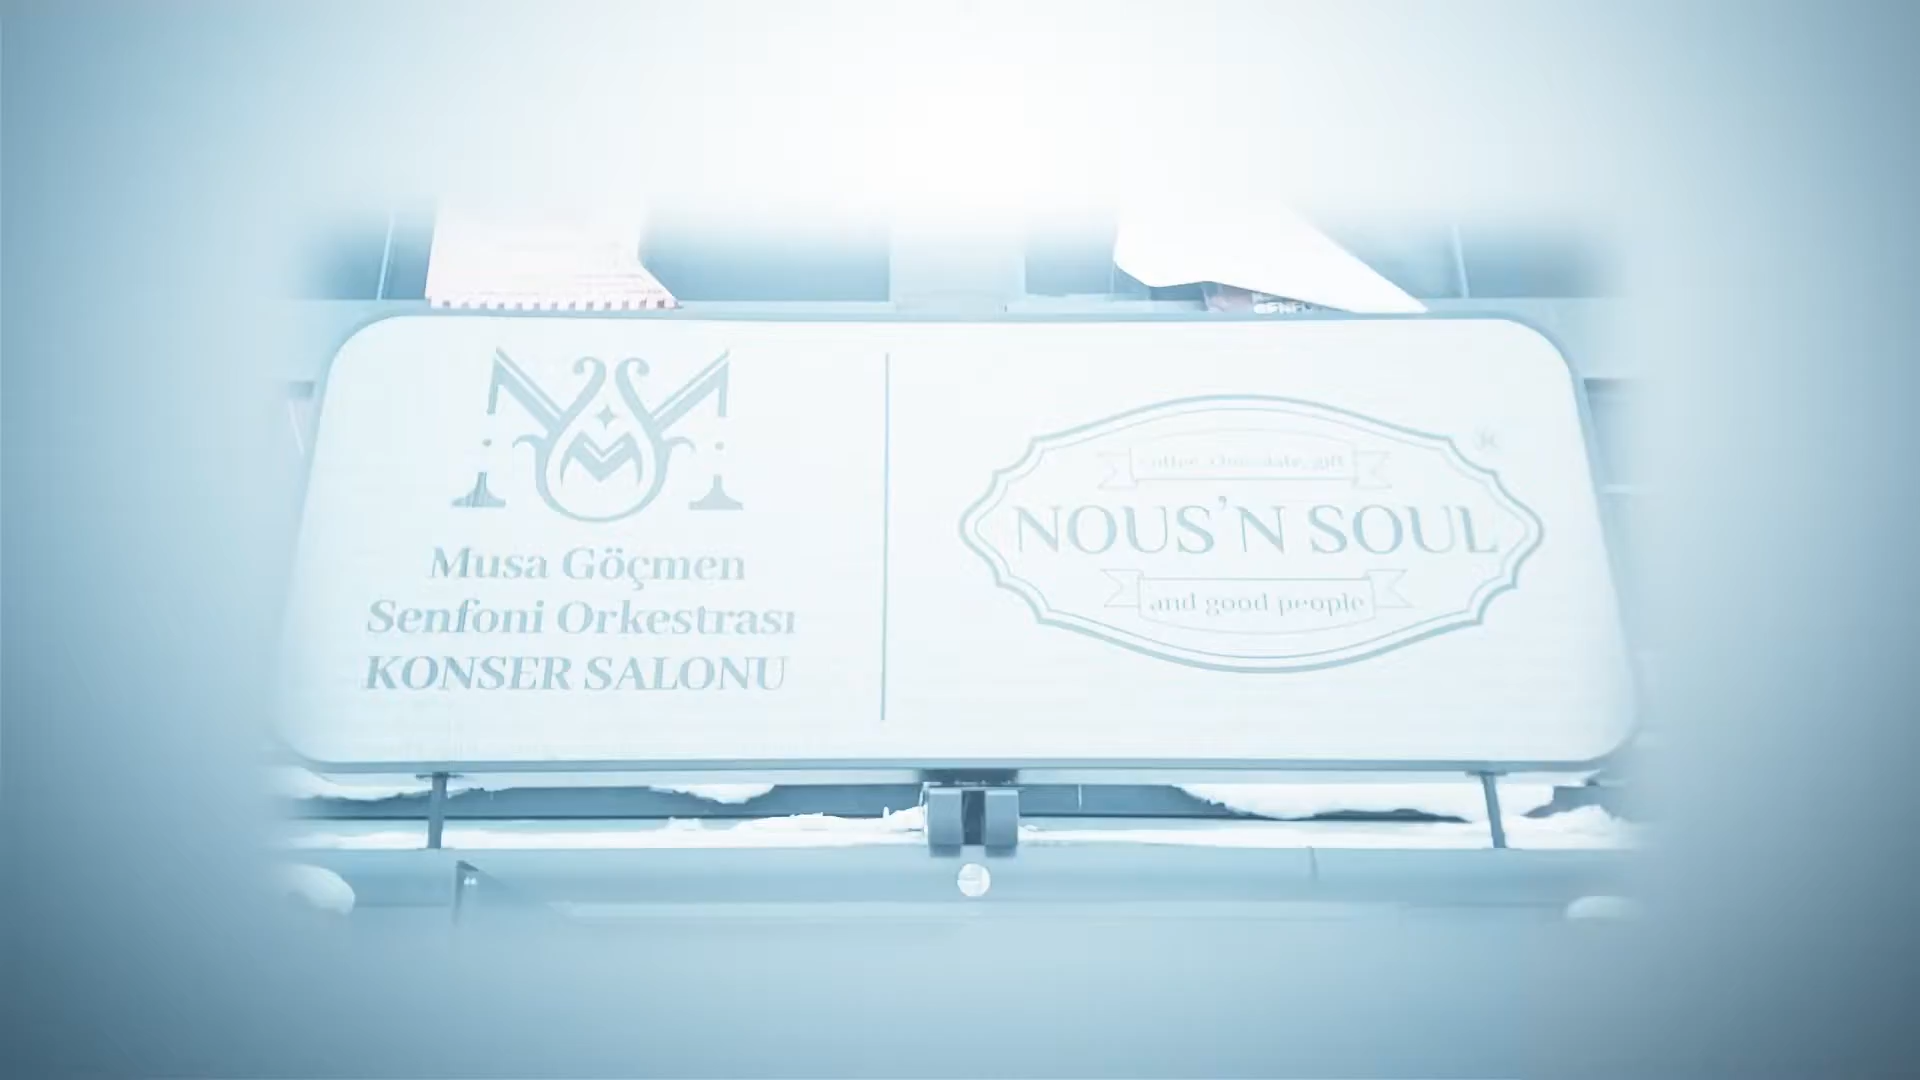 Musa Göçmen
Senfoni Orkestrası
KONSER SALONU
coffee, chocolate, gift
NOUS'N SOUL
and good people
®